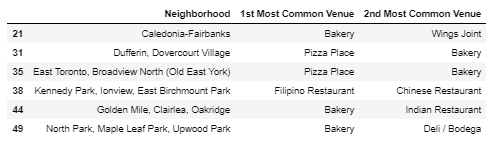 Neighborhood 1st Most Common Venue 2nd Most Common Venue
21 Caledonia-Fairbanks Bakery Wings Joint
31 Dufferin, Dovercourt Village Pizza Place Bakery
35 East Toronto, Broadview North (Old East York) Pizza Place Bakery
38 Kennedy Park, Ionview, East Birchmount Park Filipino Restaurant Chinese Restaurant
44 Golden Mile, Clairlea, Oakridge Bakery Indian Restaurant
49 North Park, Maple Leaf Park, Upwood Park Bakery Deli / Bodega